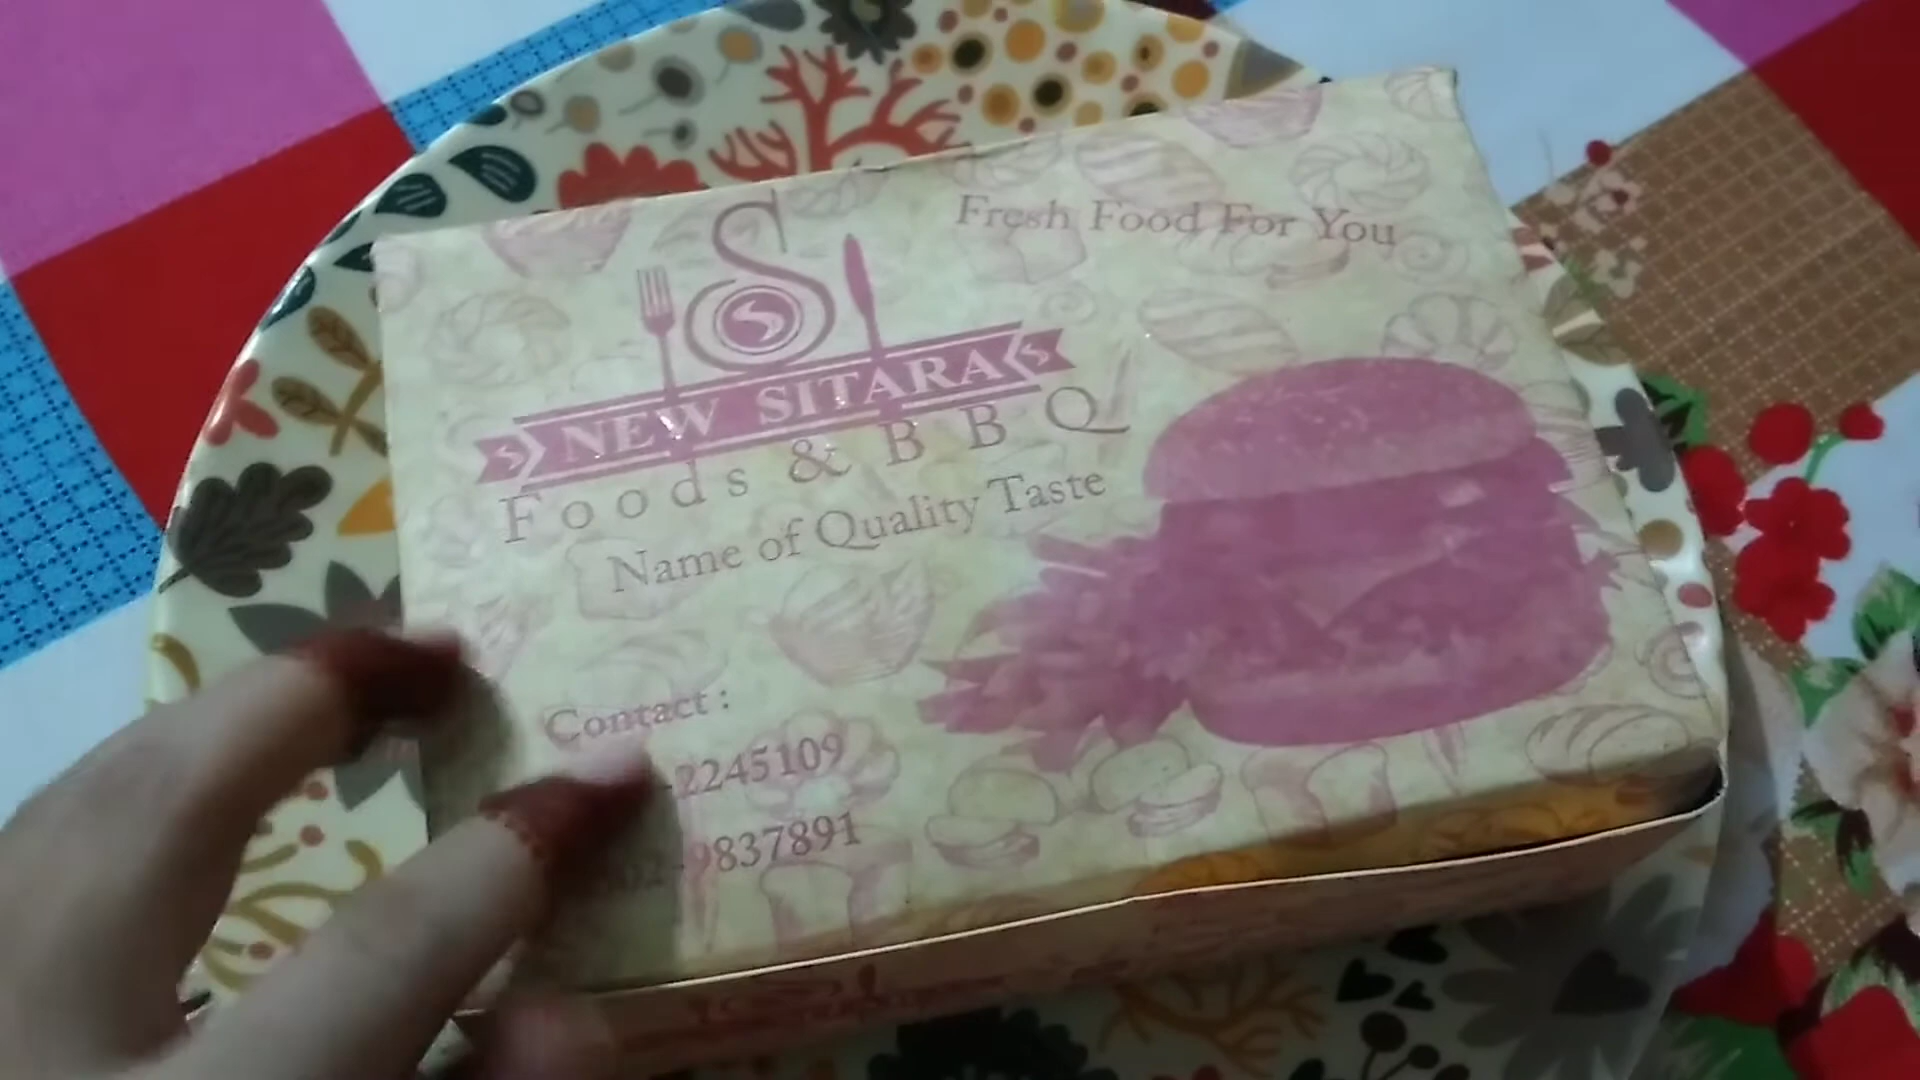 Fresh Food For You
S
NEW SITARA
Foods & BBQ
Name of Quality Taste
Contact :
2245109
9837891